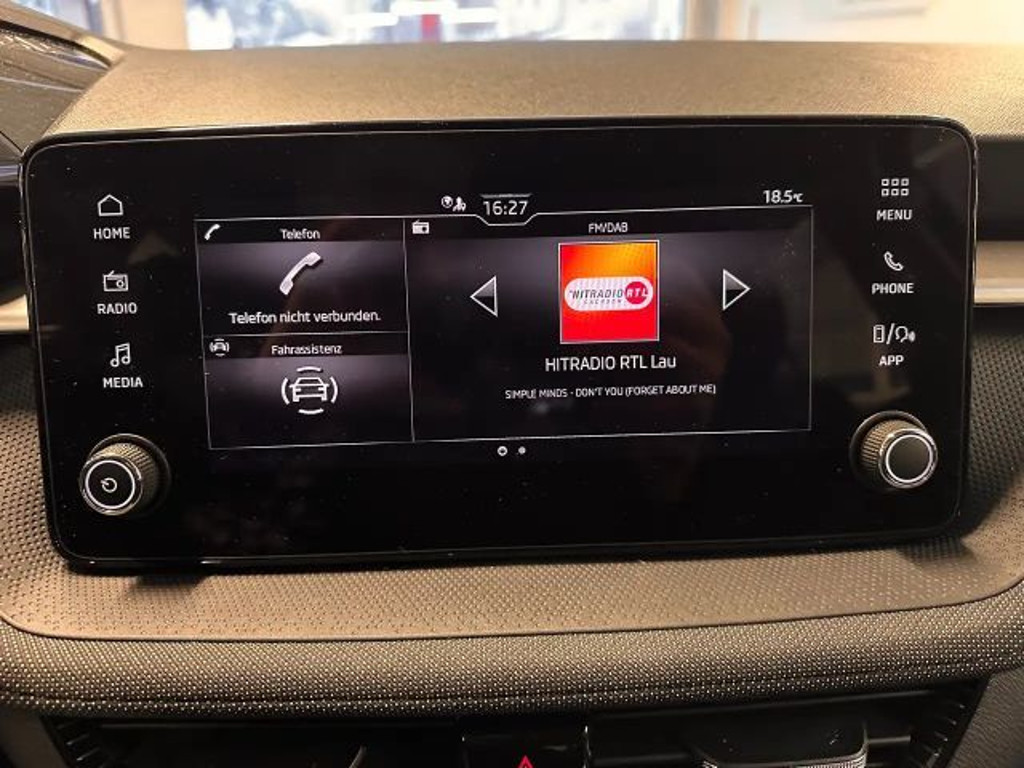 HOME
RADIO
MEDIA
16:27
18.5°C
Telefon
Telefon nicht verbunden.
Fahrassistenz
FM/DAB
HITRADIO RTL
SACHSEN
HITRADIO RTL Lau
SIMPLE MINDS - DON'T YOU (FORGET ABOUT ME)
MENU
PHONE
APP